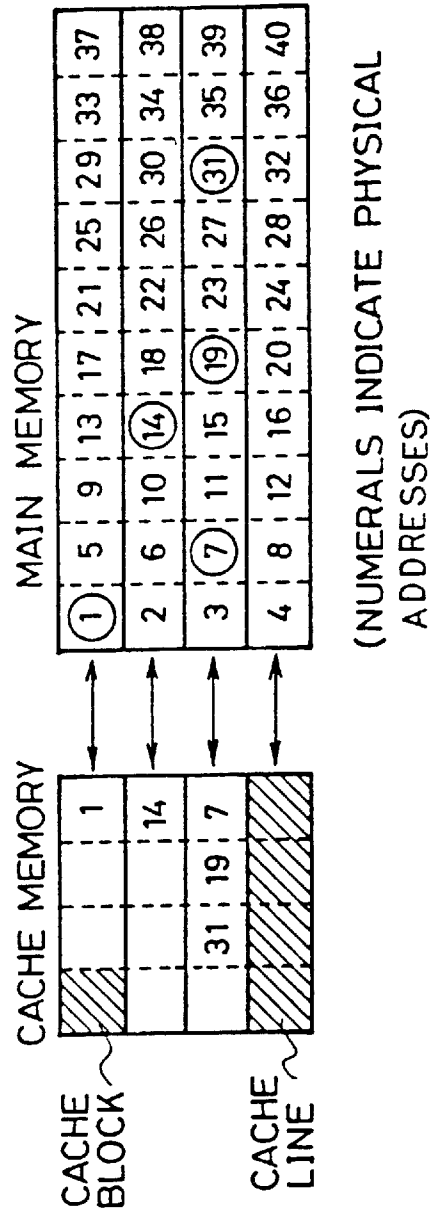 MAIN MEMORY
1 5 9 13 17 21 25 29 33 37
2 6 10 14 18 22 26 30 34 38
3 7 11 15 19 23 27 31 35 39
4 8 12 16 20 24 28 32 36 40
(NUMERALS INDICATE PHYSICAL
ADDRESSES)
CACHE MEMORY
1
14
31 19 7
CACHE
BLOCK
CACHE
LINE